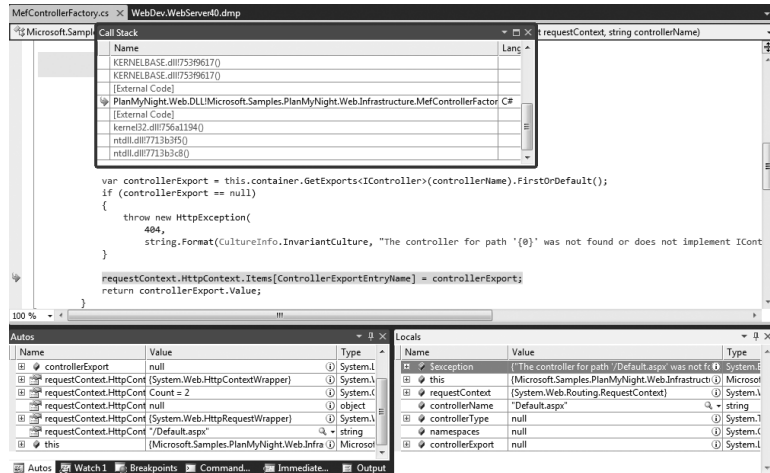 MefControllerFactory.cs × WebDev.WebServer40.dmp
Microsoft.Sampl
t requestContext, string controllerName)
Call Stack
Name Lang
KERNELBASE.dll!753f9617()
KERNELBASE.dll!753f9617()
[External Code]
PlanMyNight.Web.DLL!Microsoft.Samples.PlanMyNight.Web.Infrastructure.MefControllerFactor C#
[External Code]
kernel32.dll!756a1194()
ntdll.dll!7713b3f5()
ntdll.dll!7713b3c8()
var controllerExport = this.container.GetExports<IController>(controllerName).FirstOrDefault();
if (controllerExport == null)
{
throw new HttpException(
404,
string.Format(CultureInfo.InvariantCulture, "The controller for path '{0}' was not found or does not implement ICont
}
requestContext.HttpContext.Items[ControllerExportEntryName] = controllerExport;
return controllerExport.Value;
}
100 %
Autos
Name Value Type
controllerExport null System.L
requestContext.HttpCont {System.Web.HttpContextWrapper} System.\
requestContext.HttpCont Count = 2 System.(
requestContext.HttpCont null object
requestContext.HttpCont {System.Web.HttpRequestWrapper} System.\
requestContext.HttpCont "/Default.aspx" string
this {Microsoft.Samples.PlanMyNight.Web.Infra Microsof
Autos Watch 1 Breakpoints Command... Immediate... Output
Locals
Name Value Type
$exception {"The controller for path '/Default.aspx' was not fo System.E
this {Microsoft.Samples.PlanMyNight.Web.Infrastructi Microsof
requestContext {System.Web.Routing.RequestContext} System.\
controllerName "Default.aspx" string
controllerType null System.T
namespaces null System.(
controllerExport null System.L